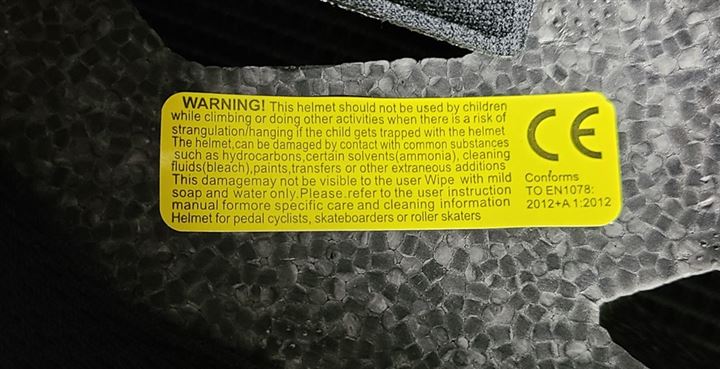 WARNING! This helmet should not be used by children
while climbing or doing other activities when there is a risk of
strangulation/hanging if the child gets trapped with the helmet
The helmet,can be damaged by contact with common substances
such as hydrocarbons,certain solvents(ammonia), cleaning
fluids(bleach),paints,transfers or other extraneous additions
This damagemay not be visible to the user Wipe with mild
soap and water only.Please.refer to the user instruction
manual formore specific care and cleaning information
Helmet for pedal cyclists, skateboarders or roller skaters
CE
Conforms
TO EN1078:
2012+A 1:2012